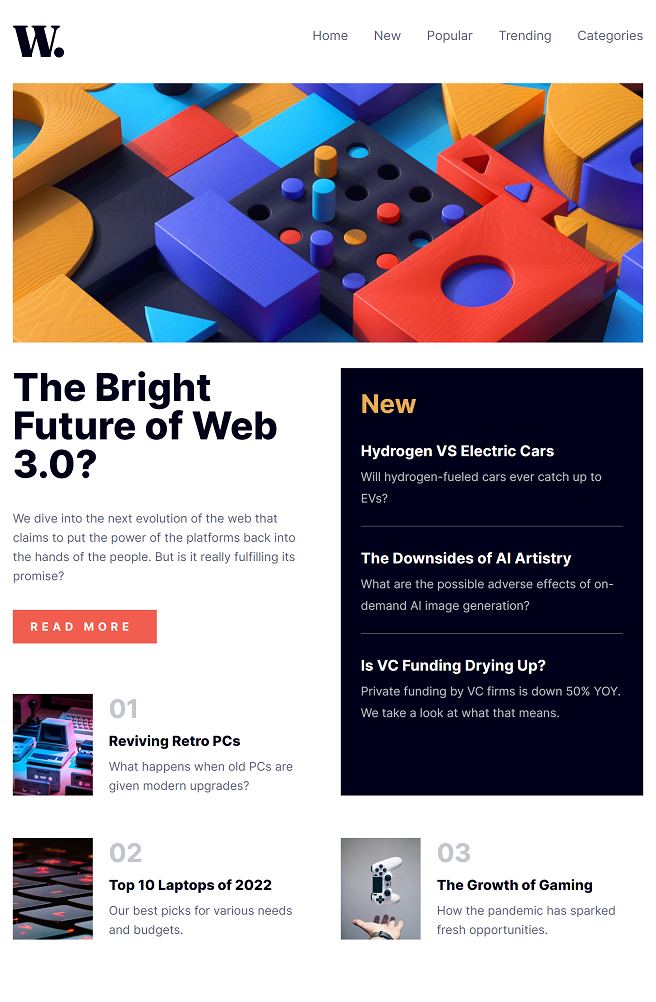 W.
Home New Popular Trending Categories
The Bright
Future of Web
3.0?
We dive into the next evolution of the web that
claims to put the power of the platforms back into
the hands of the people. But is it really fulfilling its
promise?
READ MORE
New
Hydrogen VS Electric Cars
Will hydrogen-fueled cars ever catch up to
EVs?
The Downsides of AI Artistry
What are the possible adverse effects of on-
demand AI image generation?
Is VC Funding Drying Up?
Private funding by VC firms is down 50% YOY.
We take a look at what that means.
01
Reviving Retro PCs
What happens when old PCs are
given modern upgrades?
02
Top 10 Laptops of 2022
Our best picks for various needs
and budgets.
03
The Growth of Gaming
How the pandemic has sparked
fresh opportunities.